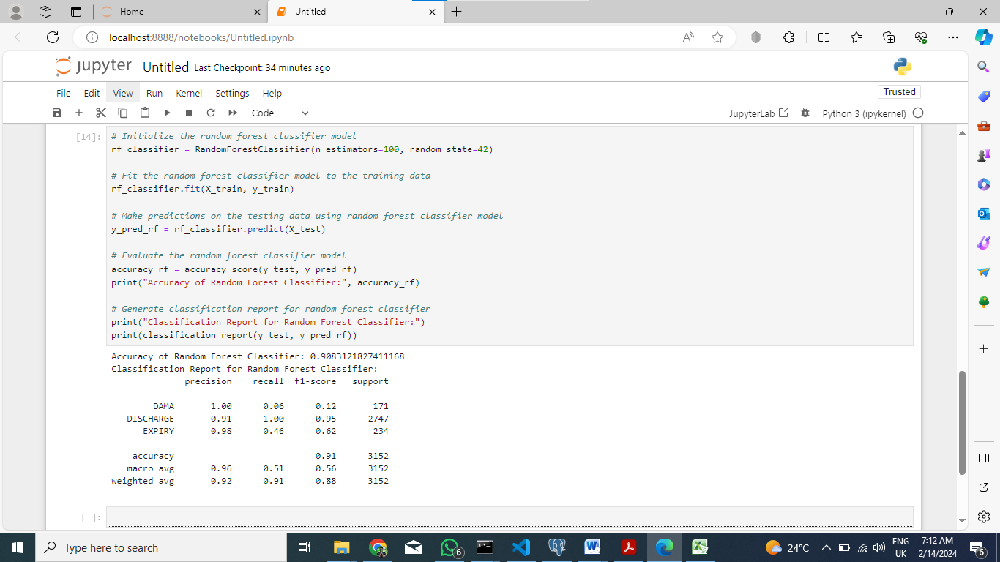 Home
Untitled
localhost:8888/notebooks/Untitled.ipynb
jupyter Untitled Last Checkpoint: 34 minutes ago
File Edit View Run Kernel Settings Help
Trusted
Code
JupyterLab
Python 3 (ipykernel)
[14]:
# Initialize the random forest classifier model
rf_classifier = RandomForestClassifier(n_estimators=100, random_state=42)
# Fit the random forest classifier model to the training data
rf_classifier.fit(X_train, y_train)
# Make predictions on the testing data using random forest classifier model
y_pred_rf = rf_classifier.predict(X_test)
# Evaluate the random forest classifier model
accuracy_rf = accuracy_score(y_test, y_pred_rf)
print("Accuracy of Random Forest Classifier:", accuracy_rf)
# Generate classification report for random forest classifier
print("Classification Report for Random Forest Classifier:")
print(classification_report(y_test, y_pred_rf))
Accuracy of Random Forest Classifier: 0.9083121827411168
Classification Report for Random Forest Classifier:
precision recall f1-score support
DAMA 1.00 0.06 0.12 171
DISCHARGE 0.91 1.00 0.95 2747
EXPIRY 0.98 0.46 0.62 234
accuracy 0.91 3152
macro avg 0.96 0.51 0.56 3152
weighted avg 0.92 0.91 0.88 3152
[ ]:
Type here to search
6
24°C
ENG
UK
7:12 AM
2/14/2024
6